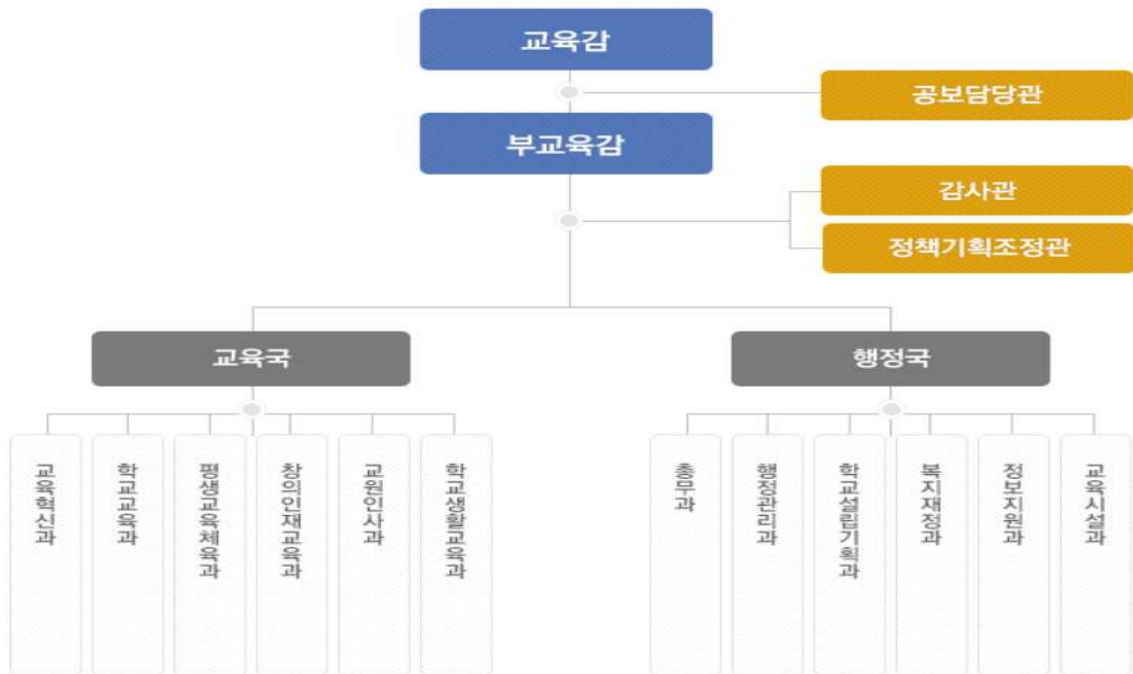 교육감
공보담당관
부교육감
감사관
정책기획조정관
교육국
행정국
교육혁신과
학교교육과
평생교육체육과
창의인재교육과
교원인사과
학교생활교육과
총무과
행정관리과
학교설립기획과
복지재정과
정보지원과
교육시설과